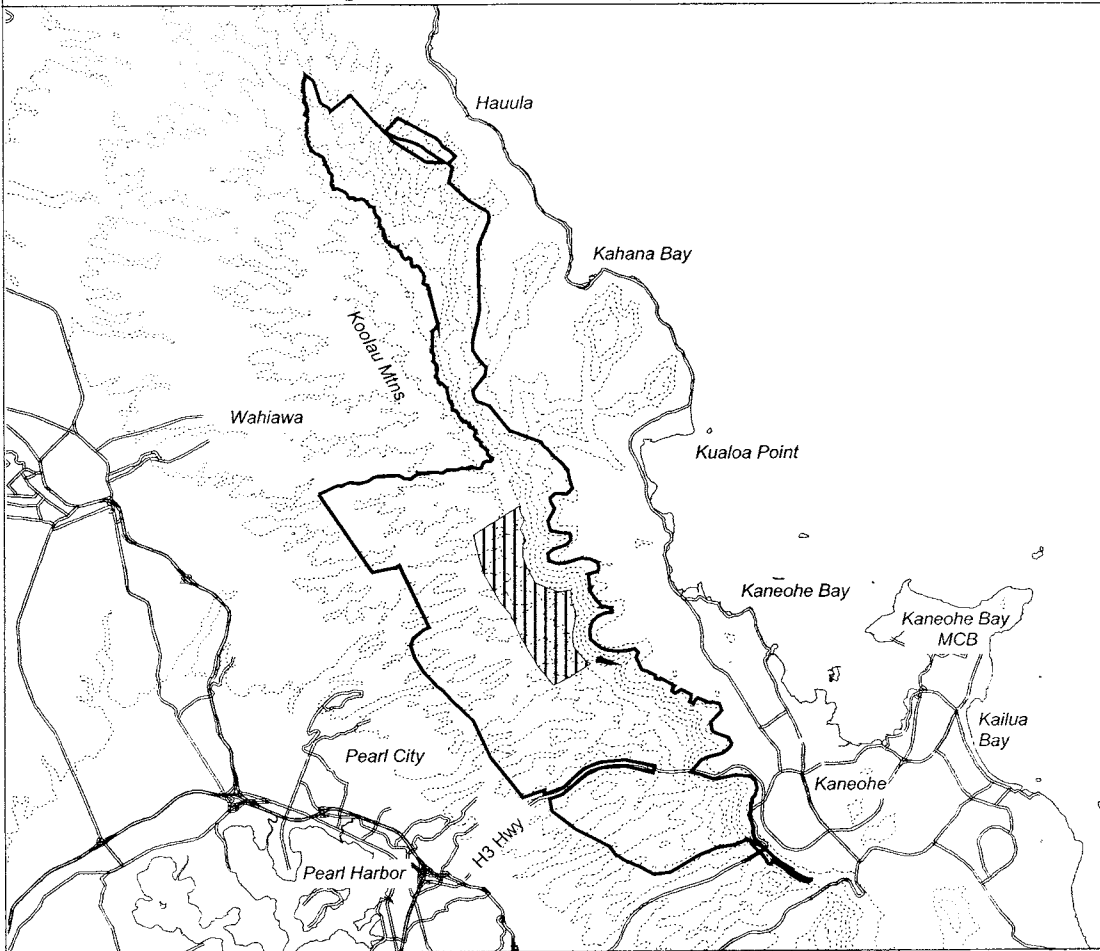 Hauula
Kahana Bay
Koolau Mtns.
Wahiawa
Kualoa Point
Kaneohe Bay
Kaneohe Bay
MCB
Kailua
Bay
Pearl City
Kaneohe
H3 Hwy
Pearl Harbor